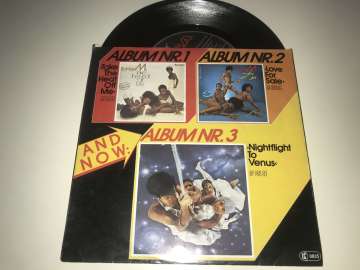 ALBUM NR.1
»Take
The
Heat
Off
Me«
ALBUM NR.2
»Love
For
Sale«
AND
NOW:
ALBUM NR.3
»Nightflight
To
Venus«